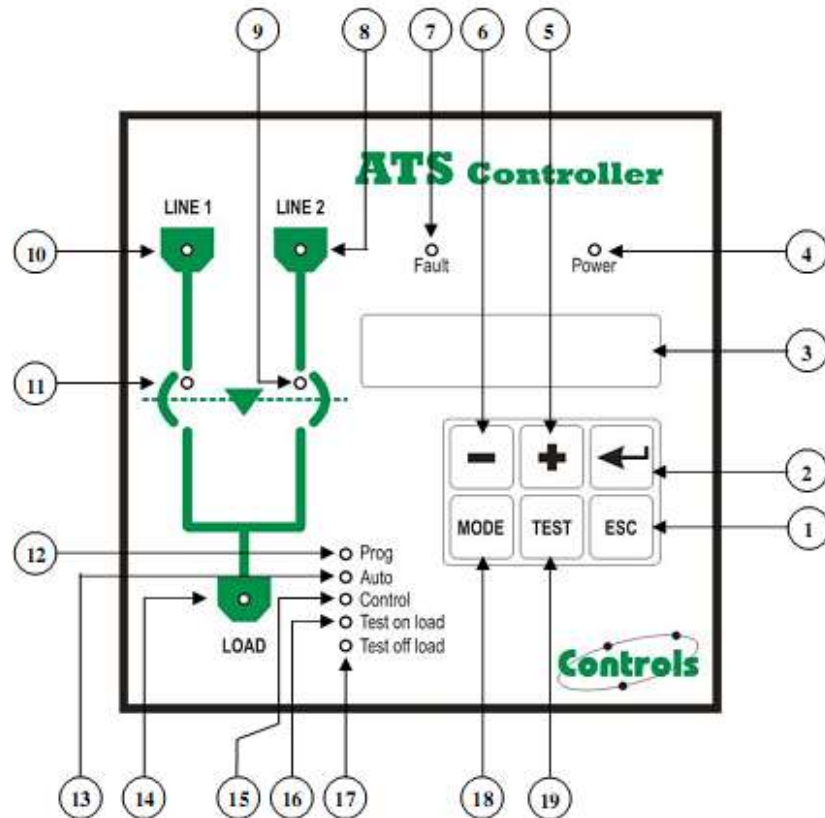 9 8 7 6 5
ATS Controller
LINE 1 LINE 2
10 Fault Power 4
3
11
2
MODE TEST ESC 1
12 Prog
Auto
Control
Test on load
LOAD Test off load
Controls
13 14 15 16 17 18 19